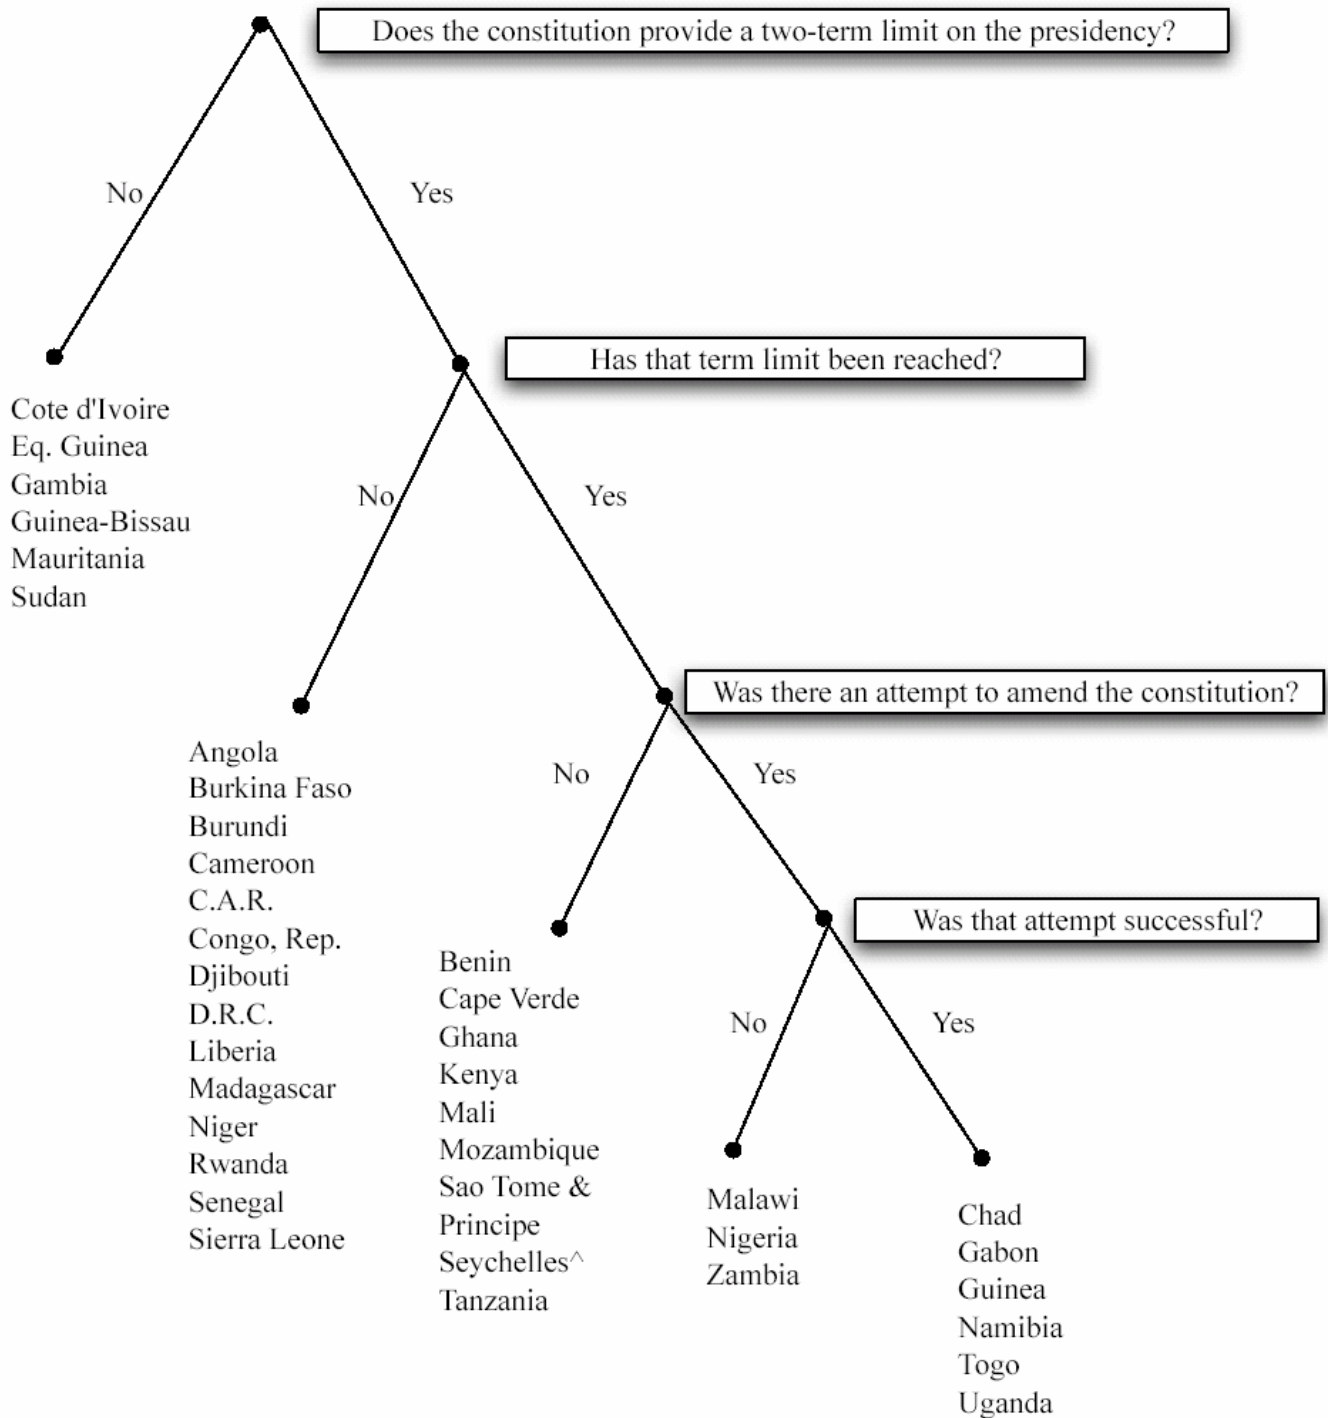 Does the constitution provide a two-term limit on the presidency?
No
Yes
Has that term limit been reached?
Cote d'Ivoire
Eq. Guinea
Gambia
Guinea-Bissau
Mauritania
Sudan
No
Yes
Was there an attempt to amend the constitution?
Angola
Burkina Faso
Burundi
Cameroon
C.A.R.
Congo, Rep.
Djibouti
D.R.C.
Liberia
Madagascar
Niger
Rwanda
Senegal
Sierra Leone
No
Yes
Was that attempt successful?
Benin
Cape Verde
Ghana
Kenya
Mali
Mozambique
Sao Tome &
Principe
Seychelles^
Tanzania
No
Yes
Malawi
Nigeria
Zambia
Chad
Gabon
Guinea
Namibia
Togo
Uganda